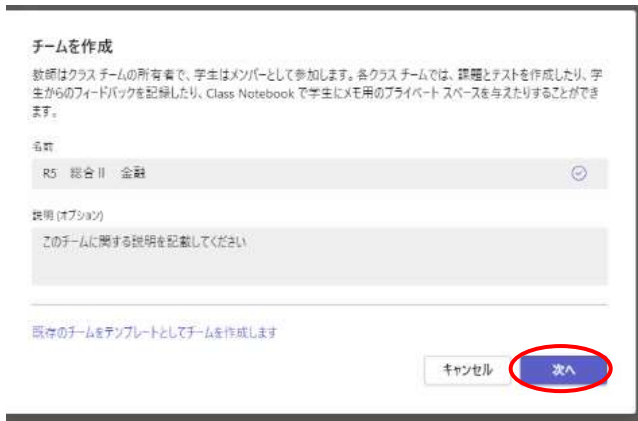 チームを作成
教師はクラス チームの所有者で、学生はメンバーとして参加します。各クラス チームでは、課題とテストを作成したり、学
生からのフィードバックを記録したり、Class Notebook で学生にメモ用のプライベート スペースを与えたりすることができ
ます。
名前
R5 総合Ⅱ 金融
説明 (オプション)
このチームに関する説明を記載してください
既存のチームをテンプレートとしてチームを作成します
キャンセル 次へ